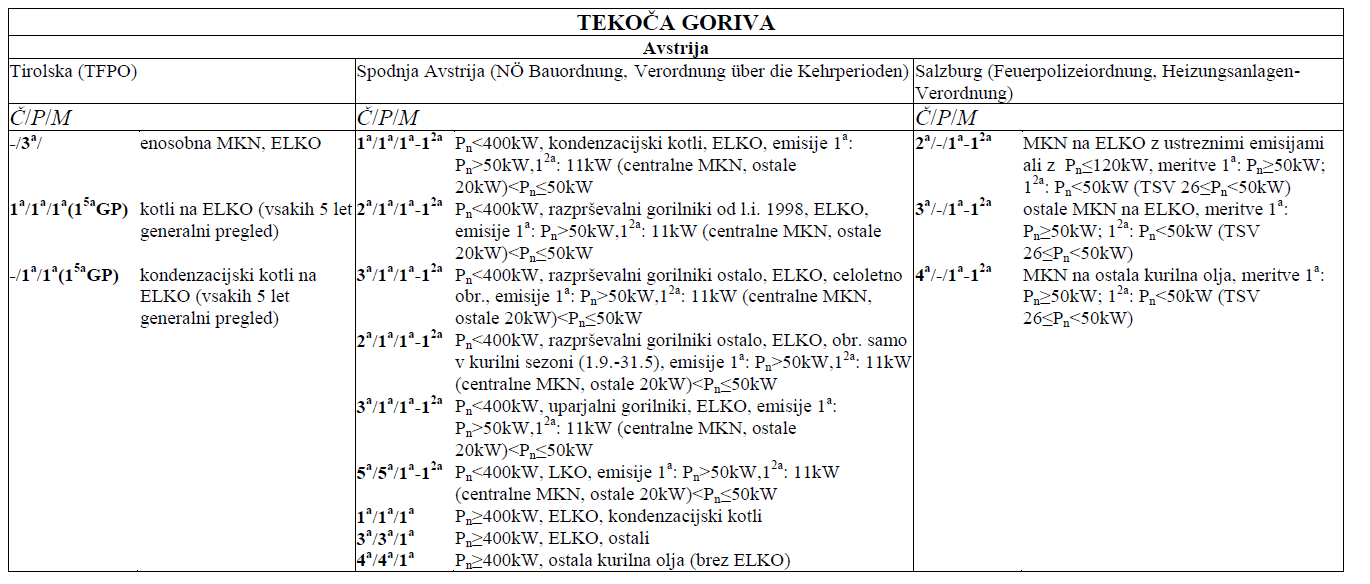 TEKOČA GORIVA
Avstrija
Tirolska (TFPO)
Spodnja Avstrija (NÖ Bauordnung, Verordnung über die Kehrperioden)
Salzburg (Feuerpolizeiordnung, Heizungsanlagen-
Verordnung)
Č/P/M
-/3ª/ enosobna MKN, ELKO
1ª/1ª/1ª(1⁵ªGP) kotli na ELKO (vsakih 5 let
generalni pregled)
-/1ª/1ª(1⁵ªGP) kondenzacijski kotli na
ELKO (vsakih 5 let
generalni pregled)
Č/P/M
1ª/1ª/1ª-1²ª Pₙ<400kW, kondenzacijski kotli, ELKO, emisije 1ª:
Pₙ>50kW,1²ª: 11kW (centralne MKN, ostale
20kW)<Pₙ≤50kW
2ª/1ª/1ª-1²ª Pₙ<400kW, razprševalni gorilniki od l.i. 1998, ELKO,
emisije 1ª: Pₙ>50kW,1²ª: 11kW (centralne MKN, ostale
20kW)<Pₙ≤50kW
3ª/1ª/1ª-1²ª Pₙ<400kW, razprševalni gorilniki ostalo, ELKO, celoletno
obr., emisije 1ª: Pₙ>50kW,1²ª: 11kW (centralne MKN,
ostale 20kW)<Pₙ≤50kW
2ª/1ª/1ª-1²ª Pₙ<400kW, razprševalni gorilniki ostalo, ELKO, obr. samo
v kurilni sezoni (1.9.-31.5), emisije 1ª: Pₙ>50kW,1²ª: 11kW
(centralne MKN, ostale 20kW)<Pₙ≤50kW
3ª/1ª/1ª-1²ª Pₙ<400kW, uparjalni gorilniki, ELKO, emisije 1ª:
Pₙ>50kW,1²ª: 11kW (centralne MKN, ostale
20kW)<Pₙ≤50kW
5ª/5ª/1ª-1²ª Pₙ<400kW, LKO, emisije 1ª: Pₙ>50kW,1²ª: 11kW
(centralne MKN, ostale 20kW)<Pₙ≤50kW
1ª/1ª/1ª Pₙ≥400kW, ELKO, kondenzacijski kotli
3ª/3ª/1ª Pₙ≥400kW, ELKO, ostali
4ª/4ª/1ª Pₙ≥400kW, ostala kurilna olja (brez ELKO)
Č/P/M
2ª/-/1ª-1²ª MKN na ELKO z ustreznimi emisijami
ali z Pₙ≤120kW, meritve 1ª: Pₙ≥50kW;
1²ª: Pₙ<50kW (TSV 26≤Pₙ<50kW)
3ª/-/1ª-1²ª ostale MKN na ELKO, meritve 1ª:
Pₙ≥50kW; 1²ª: Pₙ<50kW (TSV
26≤Pₙ<50kW)
4ª/-/1ª-1²ª MKN na ostala kurilna olja, meritve 1ª:
Pₙ≥50kW; 1²ª: Pₙ<50kW (TSV
26≤Pₙ<50kW)